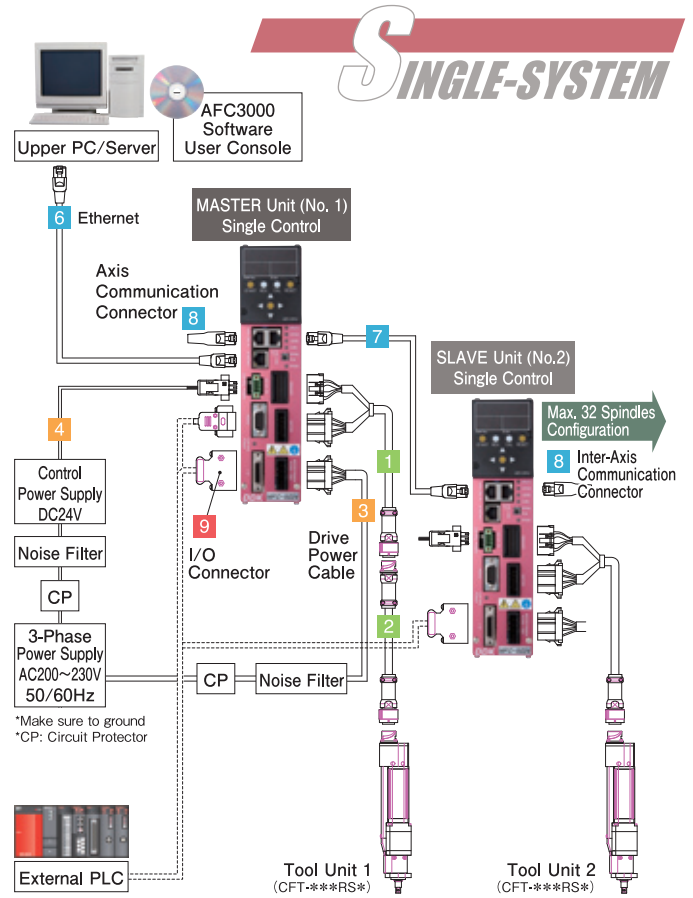 SINGLE-SYSTEM
AFC3000
Software
User Console
Upper PC/Server
6 Ethernet
MASTER Unit (No. 1)
Single Control
Axis
Communication
Connector 8
7
SLAVE Unit (No.2)
Single Control
Max. 32 Spindles
Configuration
8 Inter-Axis
Communication
Connector
4
1
3
9
I/O
Connector
Drive
Power
Cable
Control
Power Supply
DC24V
Noise Filter
CP
2
3-Phase
Power Supply
AC200～230V
50/60Hz
CP
Noise Filter
*Make sure to ground
*CP: Circuit Protector
External PLC
Tool Unit 1
(CFT-***RS*)
Tool Unit 2
(CFT-***RS*)